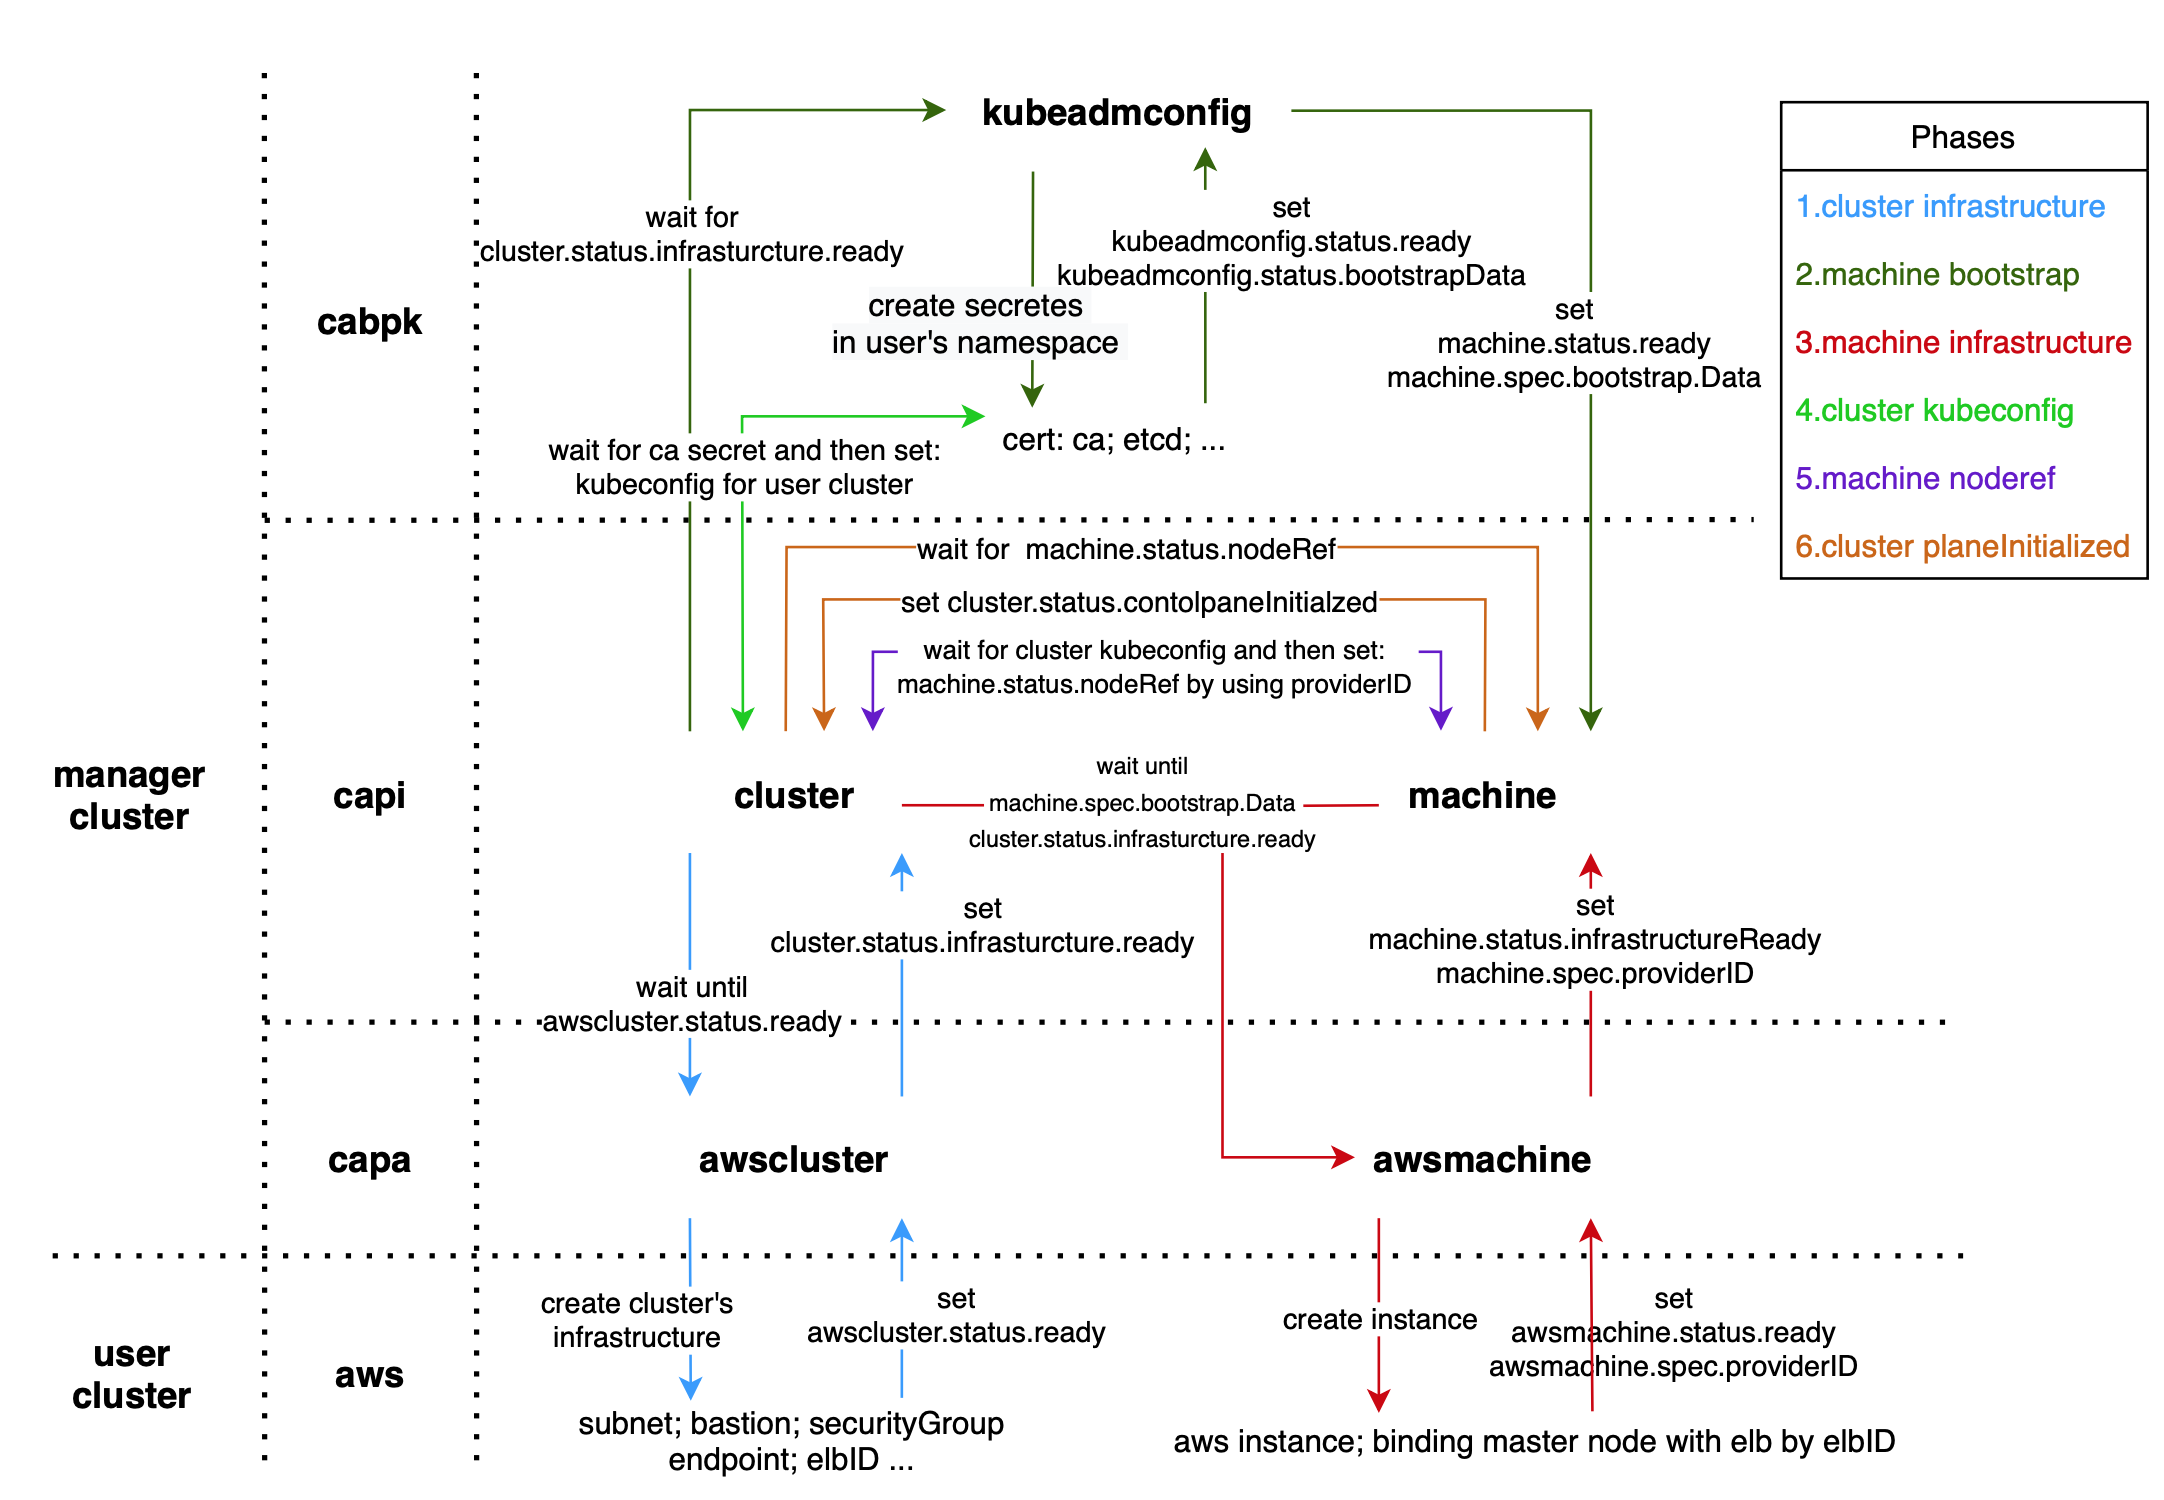 kubeadmconfig
Phases
1.cluster infrastructure
2.machine bootstrap
3.machine infrastructure
4.cluster kubeconfig
5.machine noderef
6.cluster planeInitialized
wait for
cluster.status.infrasturcture.ready
set
kubeadmconfig.status.ready
kubeadmconfig.status.bootstrapData
create secretes
in user's namespace
set
machine.status.ready
machine.spec.bootstrap.Data
cabpk
cert: ca; etcd; ...
wait for ca secret and then set:
kubeconfig for user cluster
wait for  machine.status.nodeRef
set cluster.status.contolpaneInitialzed
wait for cluster kubeconfig and then set:
machine.status.nodeRef by using providerID
manager
cluster
capi
cluster
wait until
machine.spec.bootstrap.Data
cluster.status.infrasturcture.ready
machine
set
cluster.status.infrasturcture.ready
set
machine.status.infrastructureReady
machine.spec.providerID
wait until
awscluster.status.ready
capa
awscluster
awsmachine
user
cluster
aws
create cluster's
infrastructure
set
awscluster.status.ready
create instance
set
awsmachine.status.ready
awsmachine.spec.providerID
subnet; bastion; securityGroup
endpoint; elbID ...
aws instance; binding master node with elb by elbID